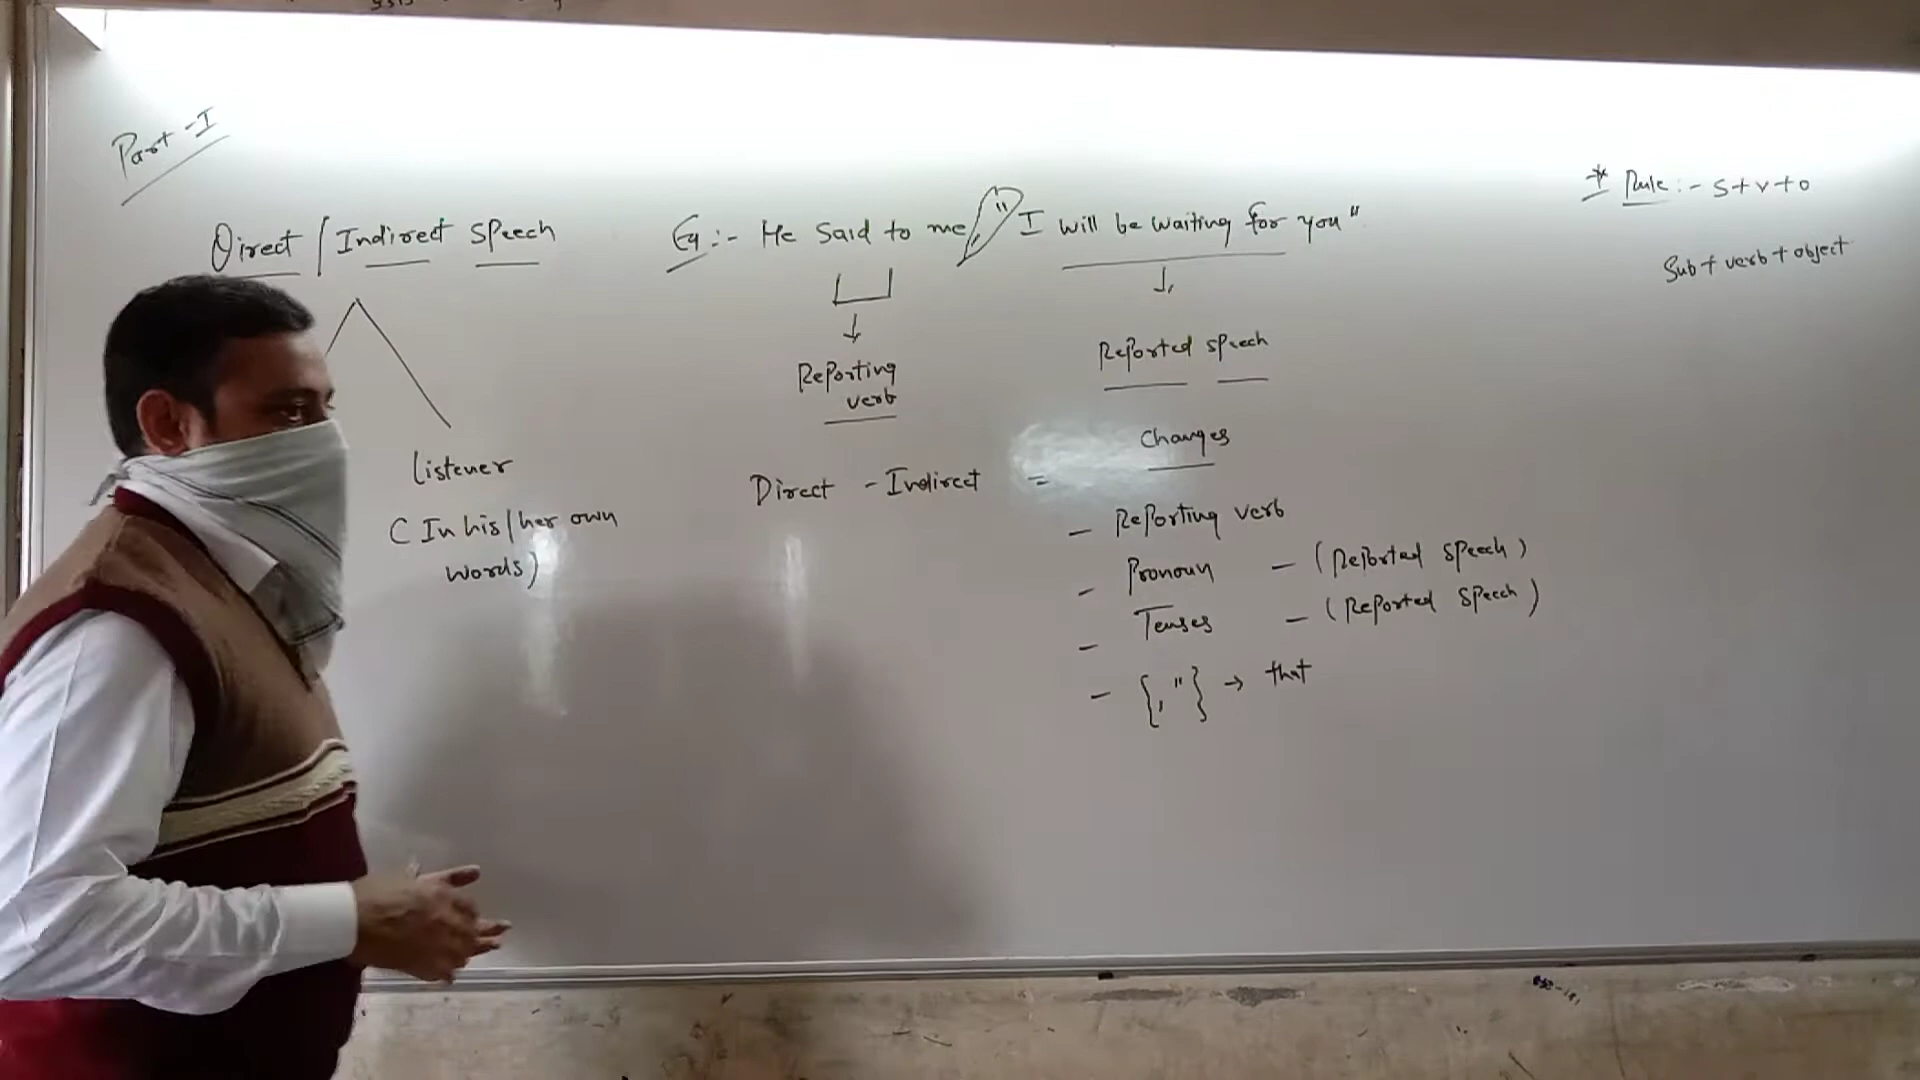 Part-I
Direct / Indirect Speech
Listener
( In his/her own
words)
Eg :- He said to me, "I will be waiting for you"
Reporting
verb
Reported speech
Changes
Direct - Indirect =
- Reporting verb
- Pronoun - (Reported speech)
- Tenses - (Reported speech)
- {, "} → that
* Rule :- S+V+O
Sub + verb + object